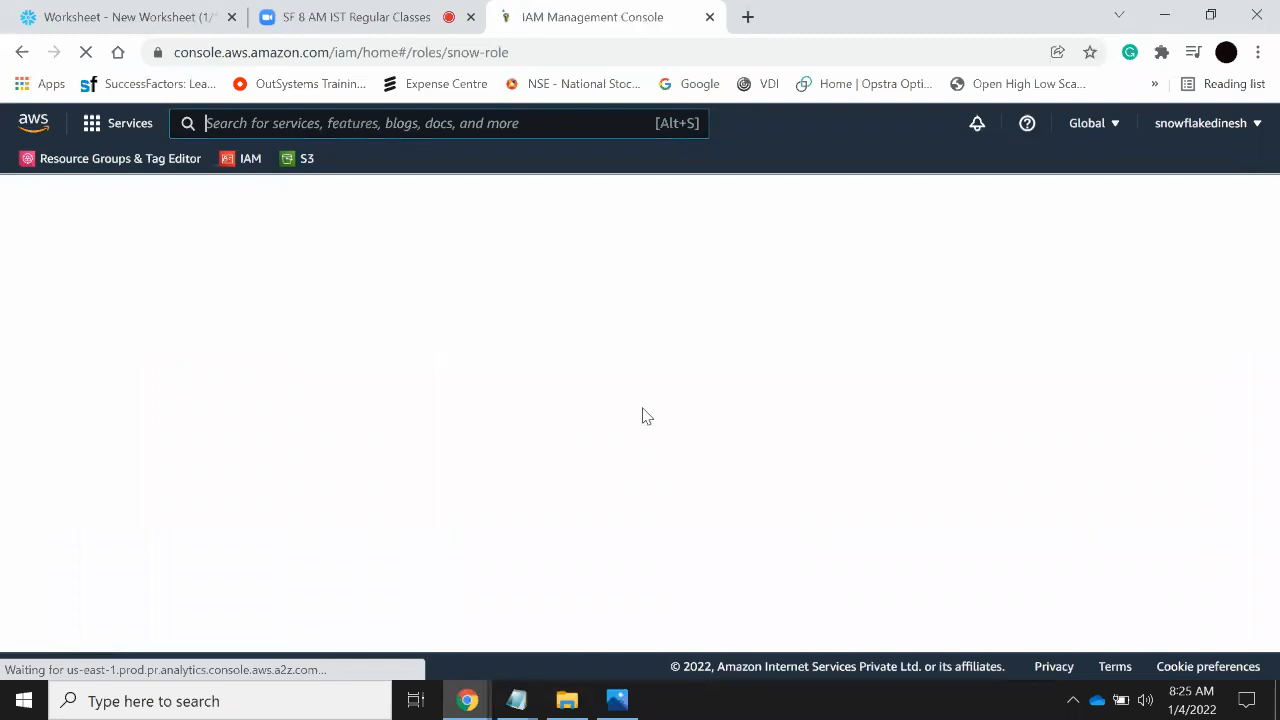 Worksheet - New Worksheet (1/
SF 8 AM IST Regular Classes
IAM Management Console
console.aws.amazon.com/iam/home#/roles/snow-role
Apps
sf SuccessFactors: Lea...
OutSystems Training...
Expense Centre
NSE - National Stoc...
Google
VDI
Home | Opstra Opti...
Open High Low Sca...
»
Reading list
aws
Services
Search for services, features, blogs, docs, and more
[Alt+S]
Global
snowflakedinesh
Resource Groups & Tag Editor
IAM
S3
Waiting for us-east-1.prod.pr.analytics.console.aws.a2z.com...
© 2022, Amazon Internet Services Private Ltd. or its affiliates.
Privacy
Terms
Cookie preferences
Type here to search
8:25 AM
1/4/2022